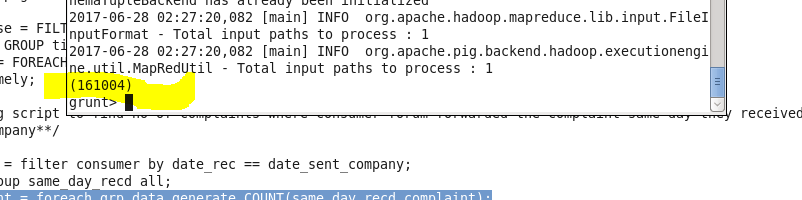 nemaTupleBackend has already been initialized
2017-06-28 02:27:20,082 [main] INFO  org.apache.hadoop.mapreduce.lib.input.FileI
nputFormat - Total input paths to process : 1
2017-06-28 02:27:20,082 [main] INFO  org.apache.pig.backend.hadoop.executionengi
ne.util.MapRedUtil - Total input paths to process : 1
(161004)
grunt>
se = FILT
GROUP ti
= FOREACH
mely;
g script to find no of complaints where consumer forum forwarded the complaint same day they received
mpany**/
= filter consumer by date_rec == date_sent_company;
oup same_day_recd all;
nt = foreach grp_data generate COUNT(same_day_recd.complaint);